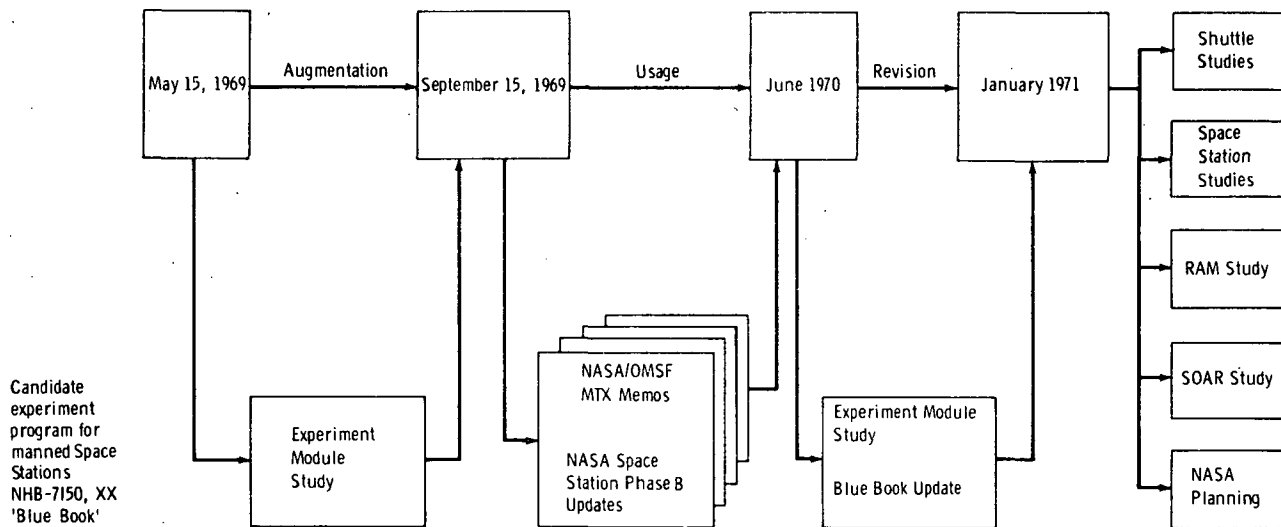 May 15, 1969
Augmentation
September 15, 1969
Usage
June 1970
Revision
January 1971
Shuttle
Studies
Space
Station
Studies
RAM Study
SOAR Study
NASA
Planning
Candidate
experiment
program for
manned Space
Stations
NHB-7150, XX
'Blue Book'
Experiment
Module
Study
NASA/OMSF
MTX Memos
NASA Space
Station Phase B
Updates
Experiment Module
Study
Blue Book Update